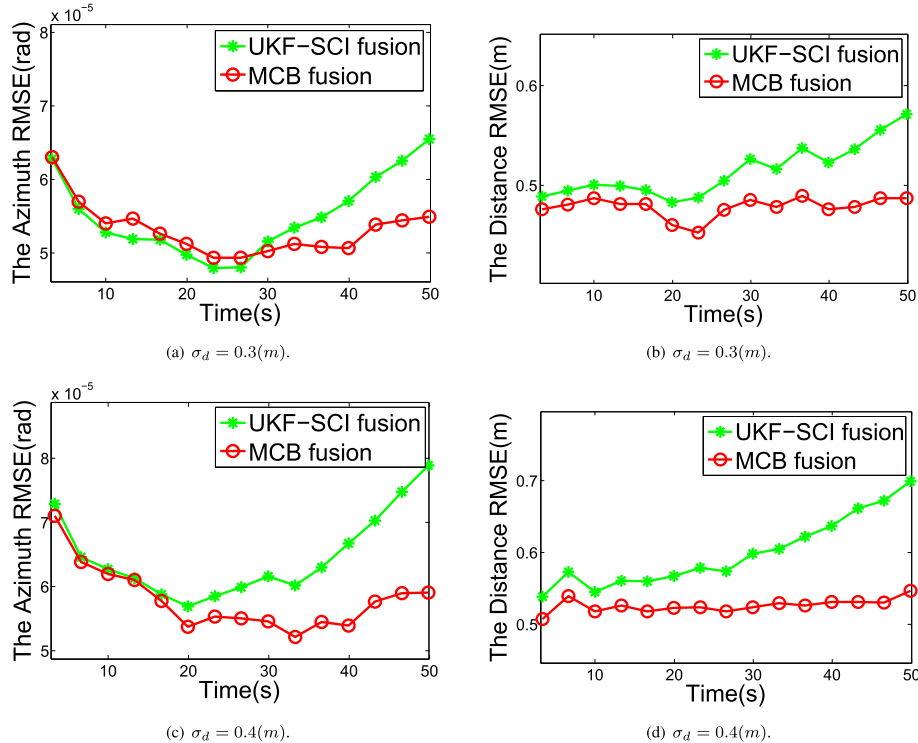 x 10⁻⁵
8
7
6
5
The Azimuth RMSE(rad)
UKF−SCI fusion
MCB fusion
10 20 30 40 50
Time(s)
(a) σd = 0.3(m).
0.6
0.5
The Distance RMSE(m)
UKF−SCI fusion
MCB fusion
10 20 30 40 50
Time(s)
(b) σd = 0.3(m).
x 10⁻⁵
8
7
6
5
The Azimuth RMSE(rad)
UKF−SCI fusion
MCB fusion
10 20 30 40 50
Time(s)
(c) σd = 0.4(m).
0.7
0.6
0.5
The Distance RMSE(m)
UKF−SCI fusion
MCB fusion
10 20 30 40 50
Time(s)
(d) σd = 0.4(m).